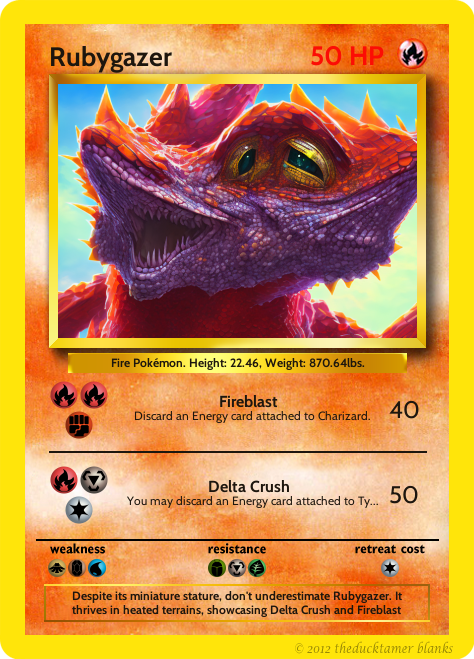 Rubygazer 50 HP
Fire Pokémon. Height: 22.46, Weight: 870.64lbs.
Fireblast
Discard an Energy card attached to Charizard. 40
Delta Crush
You may discard an Energy card attached to Ty... 50
weakness resistance retreat cost
Despite its miniature stature, don't underestimate Rubygazer. It
thrives in heated terrains, showcasing Delta Crush and Fireblast
© 2012 theducktamer blanks